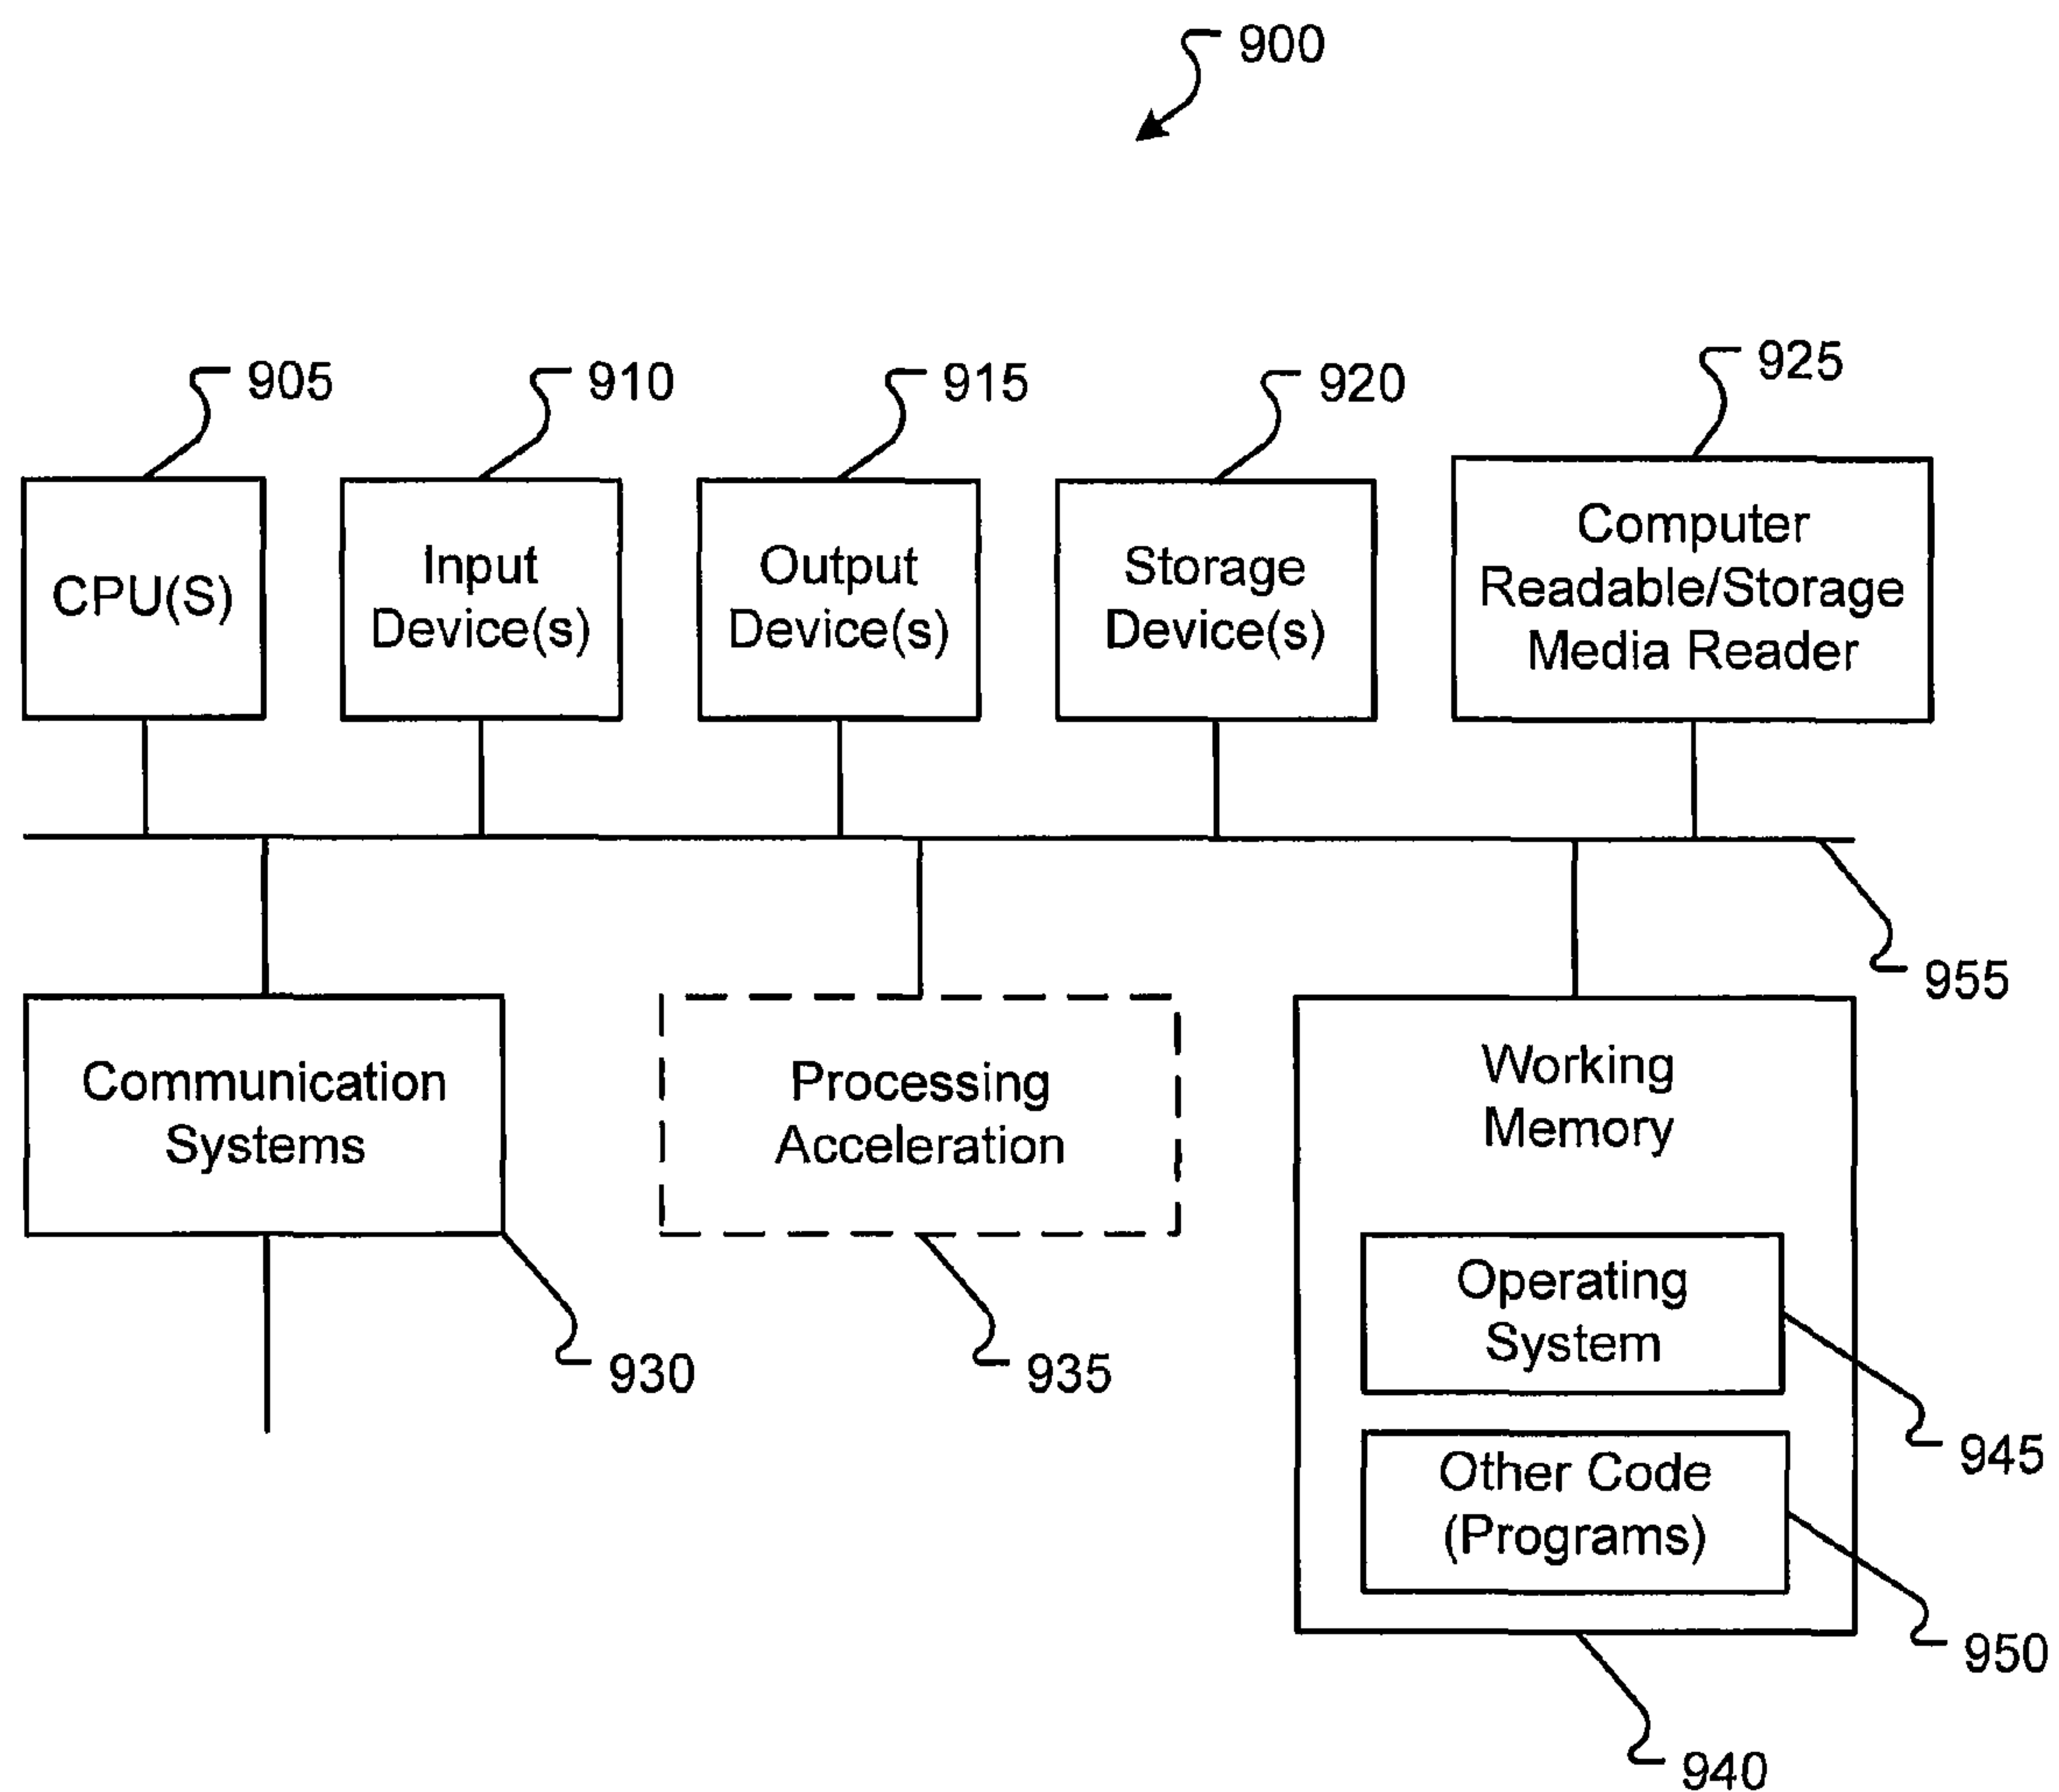 900
905
910
915
920
925
CPU(S)
Input
Device(s)
Output
Device(s)
Storage
Device(s)
Computer
Readable/Storage
Media Reader
955
Communication
Systems
930
Processing
Acceleration
935
Working
Memory
Operating
System
945
Other Code
(Programs)
950
940